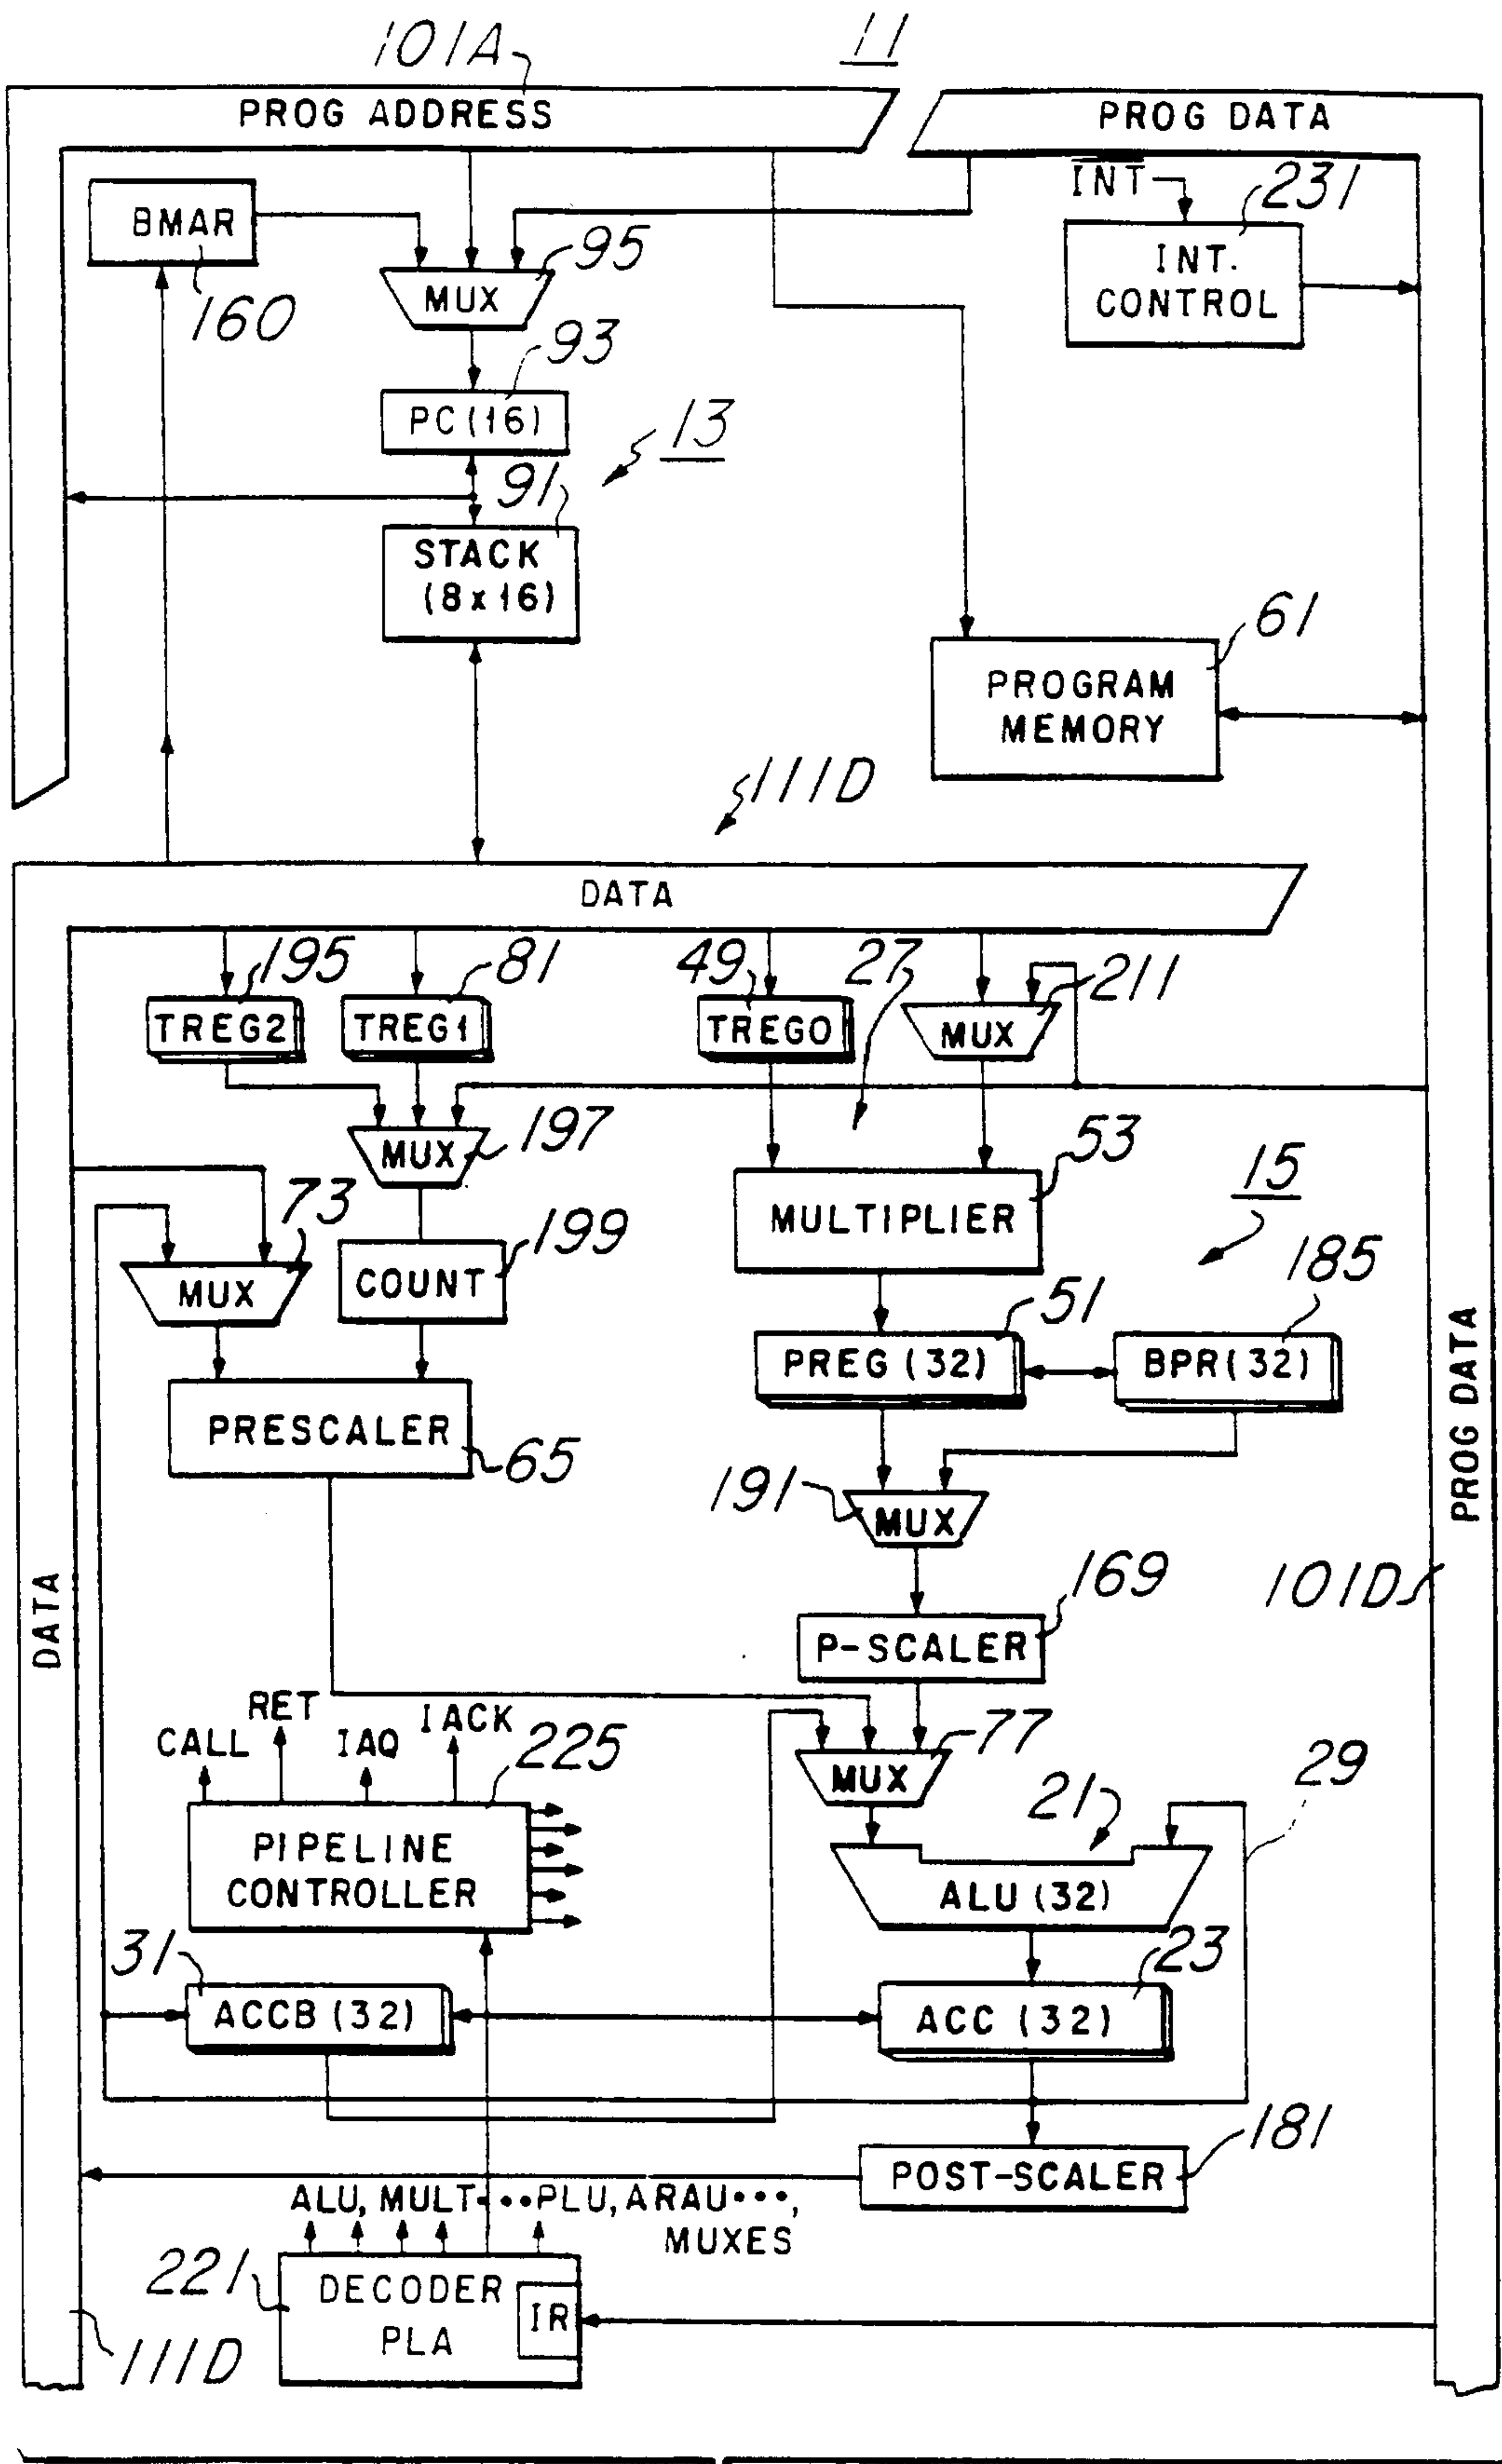 101A
11
PROG ADDRESS
PROG DATA
INT
231
BMAR
160
95
MUX
INT.
CONTROL
93
PC (16)
13
91
STACK
(8x16)
61
PROGRAM
MEMORY
111D
DATA
195
81
49
27
211
TREG2
TREG1
TREG0
MUX
MUX
197
53
73
MULTIPLIER
15
199
MUX
COUNT
185
51
PREG (32)
BPR (32)
PRESCALER
65
191
MUX
PROG DATA
169
101D
DATA
P-SCALER
RET
IACK
CALL
IAQ
225
77
MUX
29
21
PIPELINE
CONTROLLER
ALU (32)
31
23
ACCB (32)
ACC (32)
181
POST-SCALER
ALU, MULT•••PLU, ARAU•••,
MUXES
221
DECODER
PLA
IR
111D